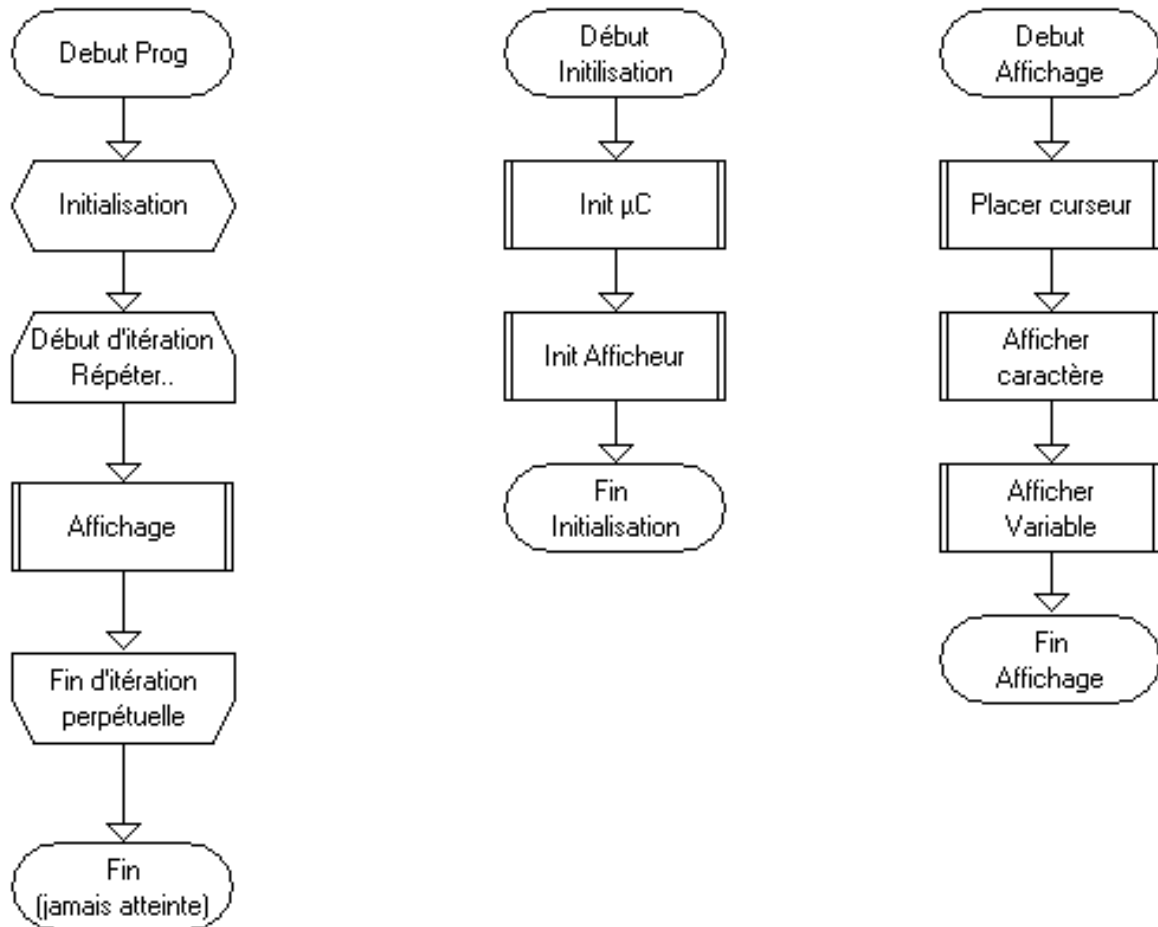 Debut Prog
Initialisation
Début d'itération
Répéter..
Affichage
Fin d'itération
perpétuelle
Fin
(jamais atteinte)
Début
Initilisation
Init µC
Init Afficheur
Fin
Initialisation
Debut
Affichage
Placer curseur
Afficher
caractère
Afficher
Variable
Fin
Affichage